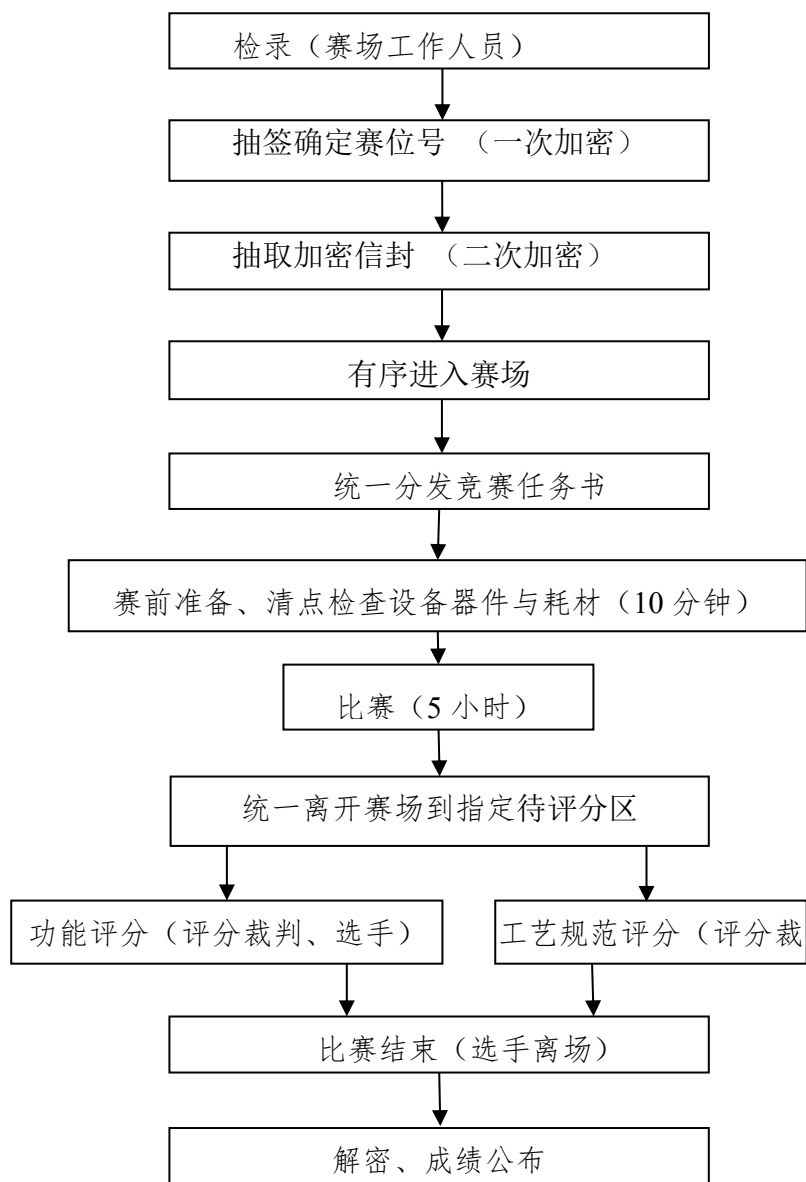 检录（赛场工作人员）
抽签确定赛位号 （一次加密）
抽取加密信封 （二次加密）
有序进入赛场
统一分发竞赛任务书
赛前准备、清点检查设备器件与耗材（10 分钟）
比赛（5 小时）
统一离开赛场到指定待评分区
功能评分（评分裁判、选手）
工艺规范评分（评分裁
比赛结束（选手离场）
解密、成绩公布